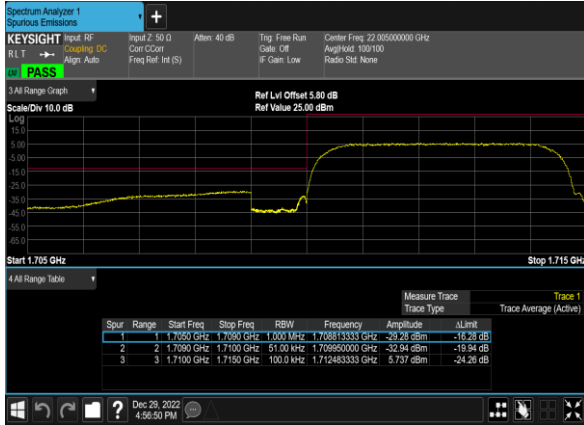 Spectrum Analyzer 1
Spurious Emissions
+
KEYSIGHT Input: RF Input Z: 50 Ω Atten: 40 dB Trig: Free Run Center Freq: 22.005000000 GHz
RLT Coupling: DC Corr CCorr Gate: Off Avg|Hold: 100/100
Align: Auto Freq Ref: Int (S) IF Gain: Low Radio Std: None
PASS
3 All Range Graph
Ref Lvl Offset 5.80 dB
Scale/Div 10.0 dB Ref Value 25.00 dBm
Log
15.0
5.00
-5.00
-15.0
-25.0
-35.0
-45.0
-55.0
-65.0
Start 1.705 GHz Stop 1.715 GHz
4 All Range Table
Measure Trace Trace 1
Trace Type Trace Average (Active)
Spur Range Start Freq Stop Freq RBW Frequency Amplitude ΔLimit
1 1 1.7050 GHz 1.7090 GHz 1.000 MHz 1.708813333 GHz -29.28 dBm -16.28 dB
2 2 1.7090 GHz 1.7100 GHz 51.00 kHz 1.709950000 GHz -32.94 dBm -19.94 dB
3 3 1.7100 GHz 1.7150 GHz 100.0 kHz 1.712483333 GHz 5.737 dBm -24.26 dB
? Dec 29, 2022
4:56:50 PM